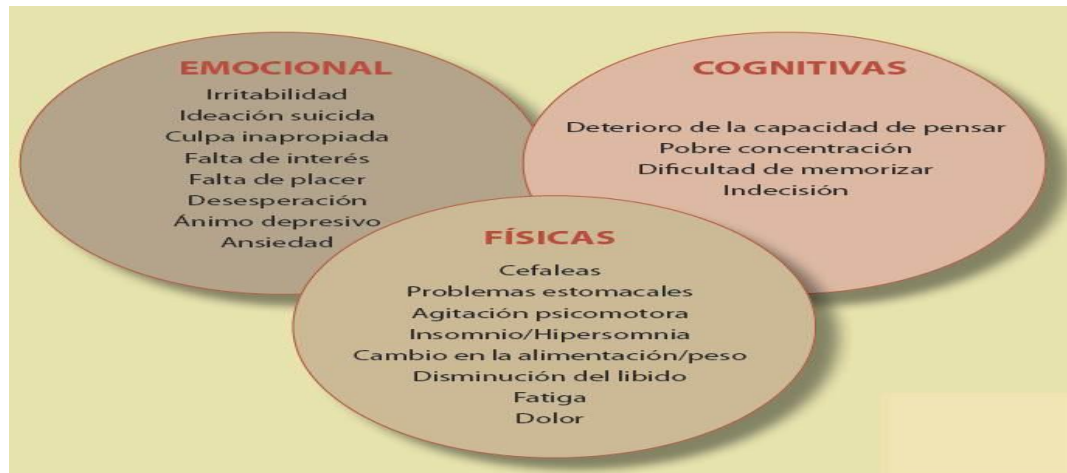 EMOCIONAL
Irritabilidad
Ideación suicida
Culpa inapropiada
Falta de interés
Falta de placer
Desesperación
Ánimo depresivo
Ansiedad
COGNITIVAS
Deterioro de la capacidad de pensar
Pobre concentración
Dificultad de memorizar
Indecisión
FÍSICAS
Cefaleas
Problemas estomacales
Agitación psicomotora
Insomnio/Hipersomnia
Cambio en la alimentación/peso
Disminución del libido
Fatiga
Dolor